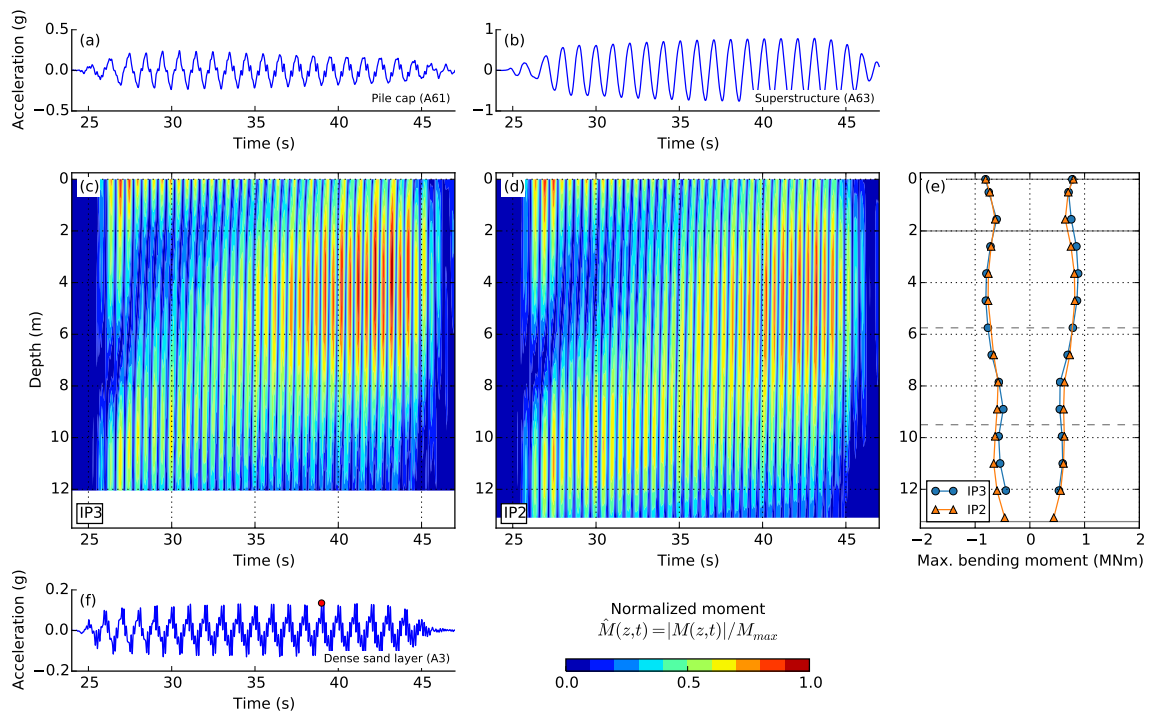 Acceleration (g)
0.5
0.0
−0.5
(a)
Pile cap (A61)
25 30 35 40 45
Time (s)
1
0
−1
(b)
Superstructure (A63)
25 30 35 40 45
Time (s)
Depth (m)
0
2
4
6
8
10
12
(c)
IP3
25 30 35 40 45
Time (s)
0
2
4
6
8
10
12
(d)
IP2
25 30 35 40 45
Time (s)
0
2
4
6
8
10
12
(e)
IP3
IP2
−2 −1 0 1 2
Max. bending moment (MNm)
Acceleration (g)
0.2
0.0
−0.2
(f)
Dense sand layer (A3)
25 30 35 40 45
Time (s)
Normalized moment
M̂(z,t)=|M(z,t)|/Mmax
0.0 0.5 1.0